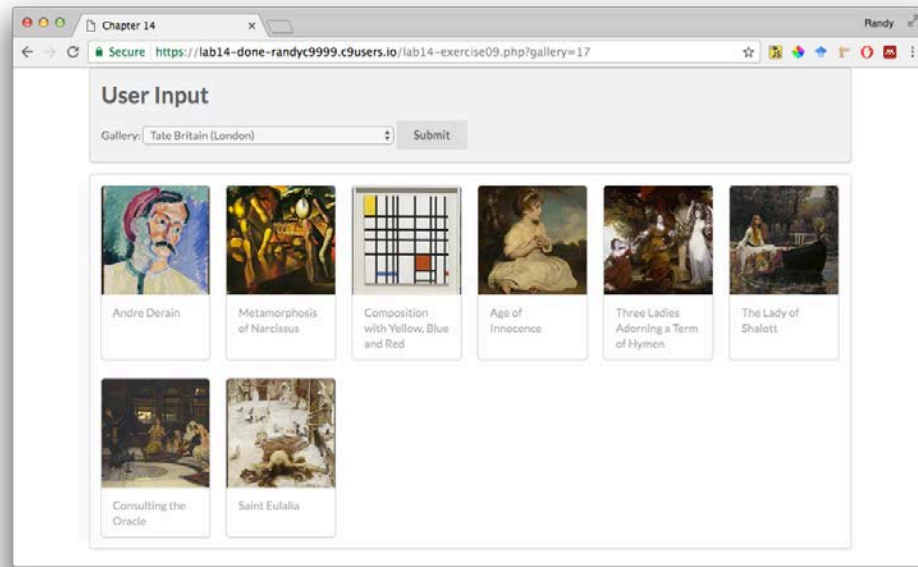 Chapter 14
Randy
Secure https://lab14-done-randyc9999.c9users.io/lab14-exercise09.php?gallery=17
User Input
Gallery: Tate Britain (London) Submit
Andre Derain
Metamorphosis
of Narcissus
Composition
with Yellow, Blue
and Red
Age of
Innocence
Three Ladies
Adorning a Term
of Hymen
The Lady of
Shalott
Consulting the
Oracle
Saint Eulalia